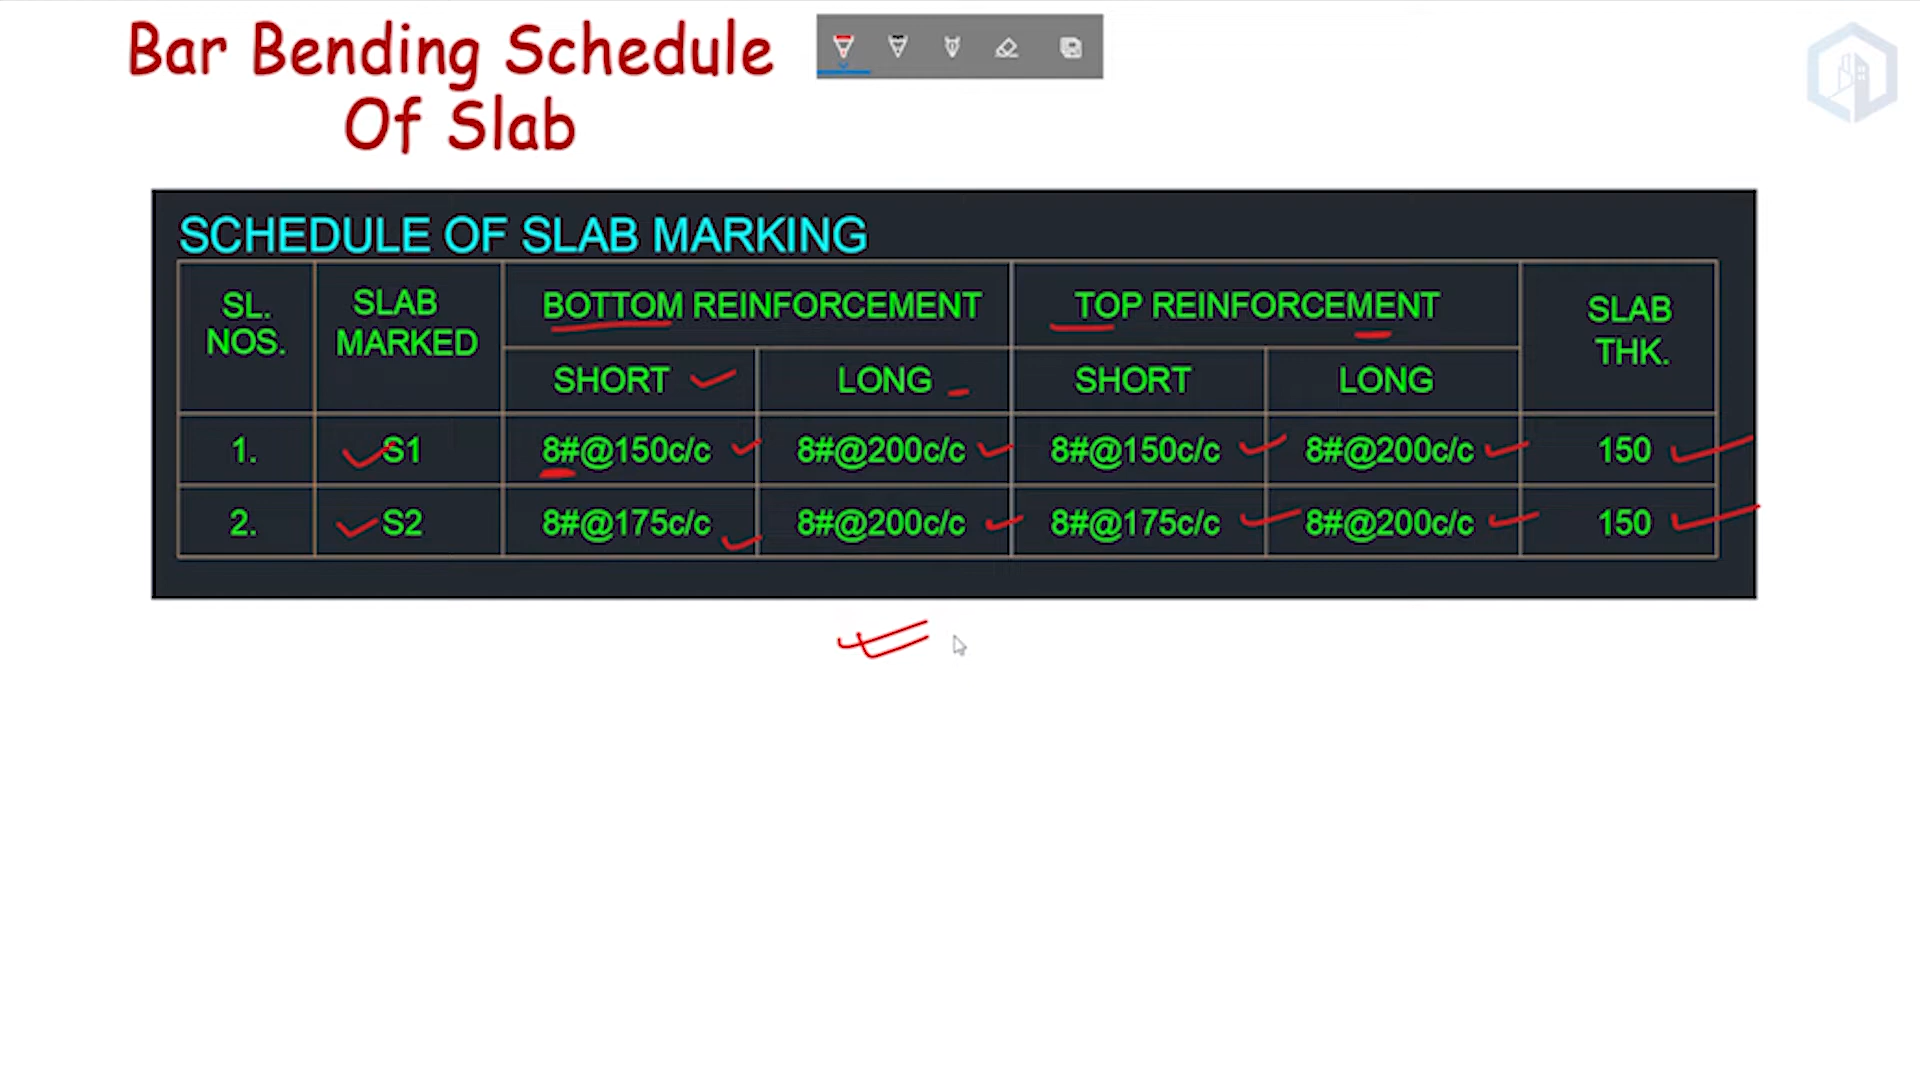 Bar Bending Schedule
Of Slab
SCHEDULE OF SLAB MARKING
SL. NOS. SLAB MARKED BOTTOM REINFORCEMENT TOP REINFORCEMENT SLAB THK.
SHORT LONG SHORT LONG
1. S1 8#@150c/c 8#@200c/c 8#@150c/c 8#@200c/c 150
2. S2 8#@175c/c 8#@200c/c 8#@175c/c 8#@200c/c 150